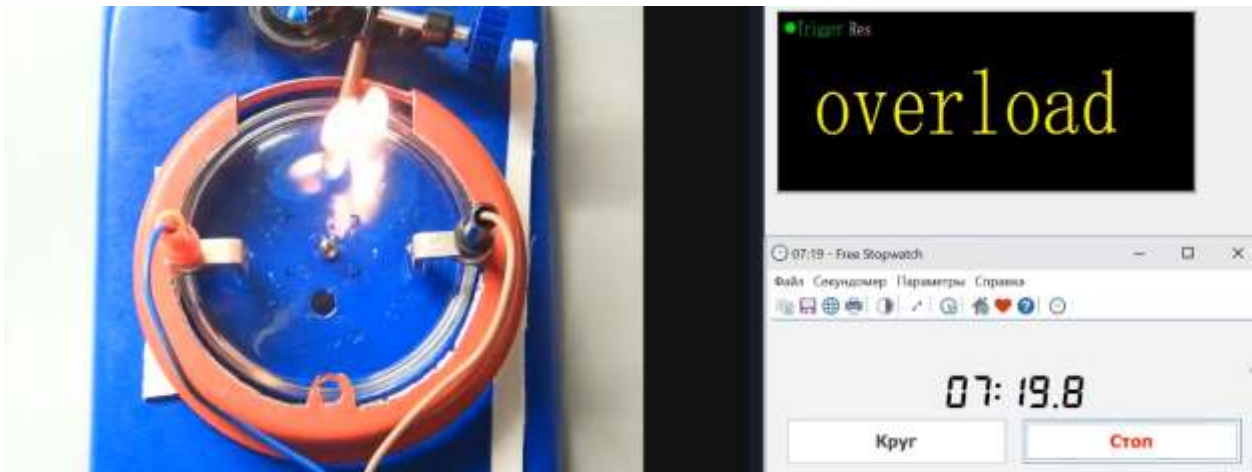 Trigger Res
overload
07:19 - Free Stopwatch
Файл Секундомер Параметры Справка
07:19.8
Круг
Стоп